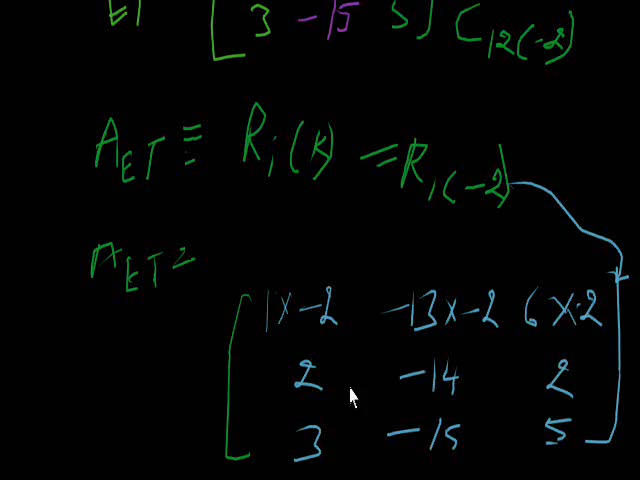 ET [ 3 -15 5 ] C12(-2)
AET ≡ Ri(K) = R1(-2)
AET =
[ 1x-2 -13x-2 6x-2
2 -14 2
3 -15 5 ]